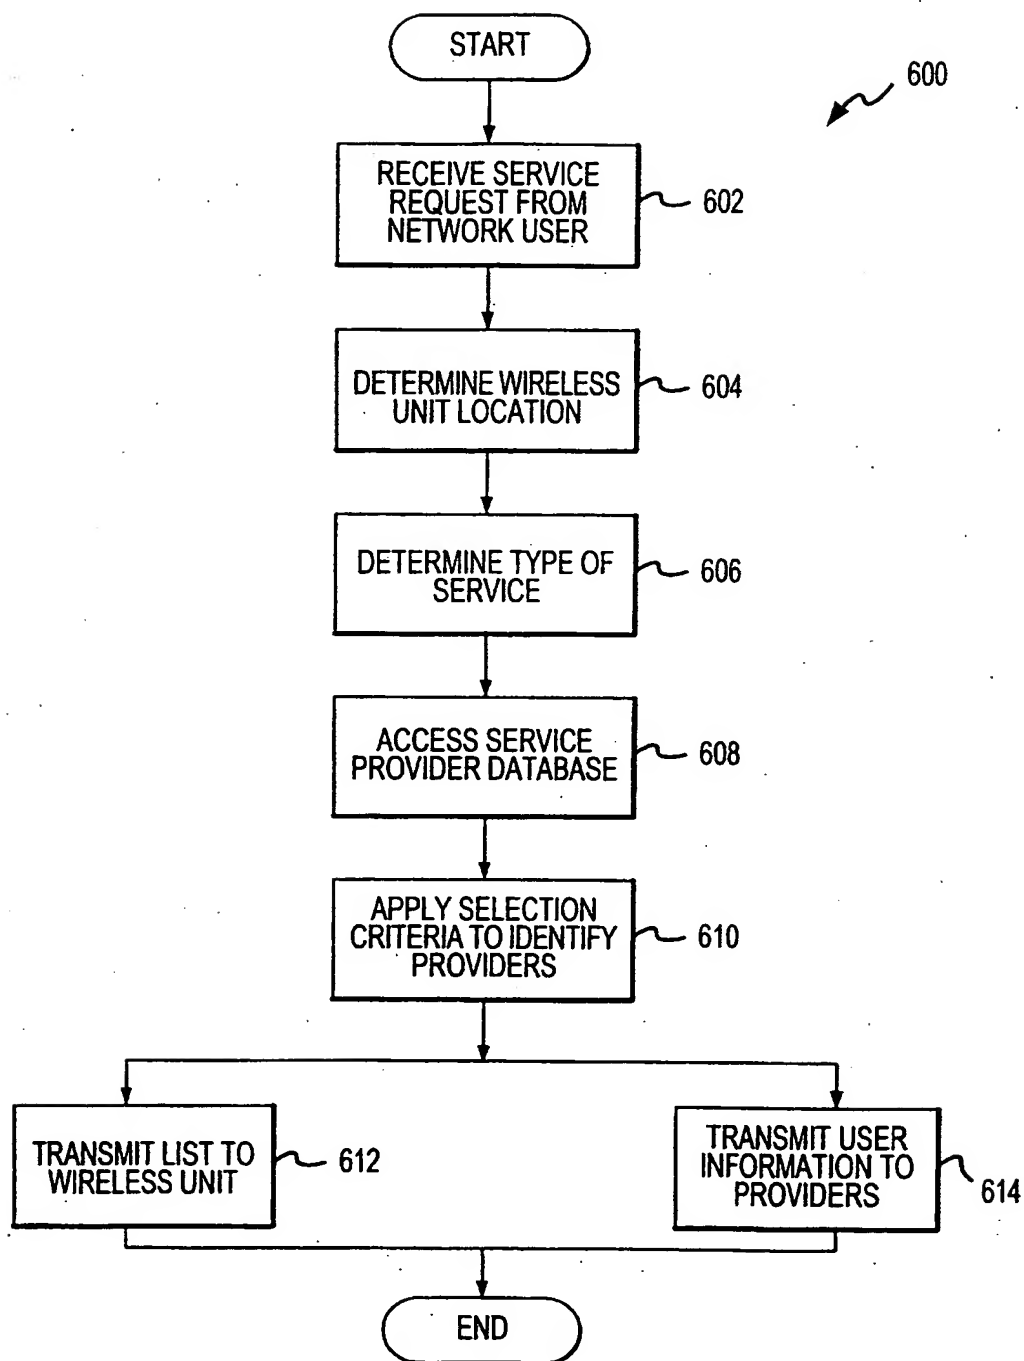 START
600
RECEIVE SERVICE
REQUEST FROM
NETWORK USER
602
DETERMINE WIRELESS
UNIT LOCATION
604
DETERMINE TYPE OF
SERVICE
606
ACCESS SERVICE
PROVIDER DATABASE
608
APPLY SELECTION
CRITERIA TO IDENTIFY
PROVIDERS
610
TRANSMIT LIST TO
WIRELESS UNIT
612
TRANSMIT USER
INFORMATION TO
PROVIDERS
614
END